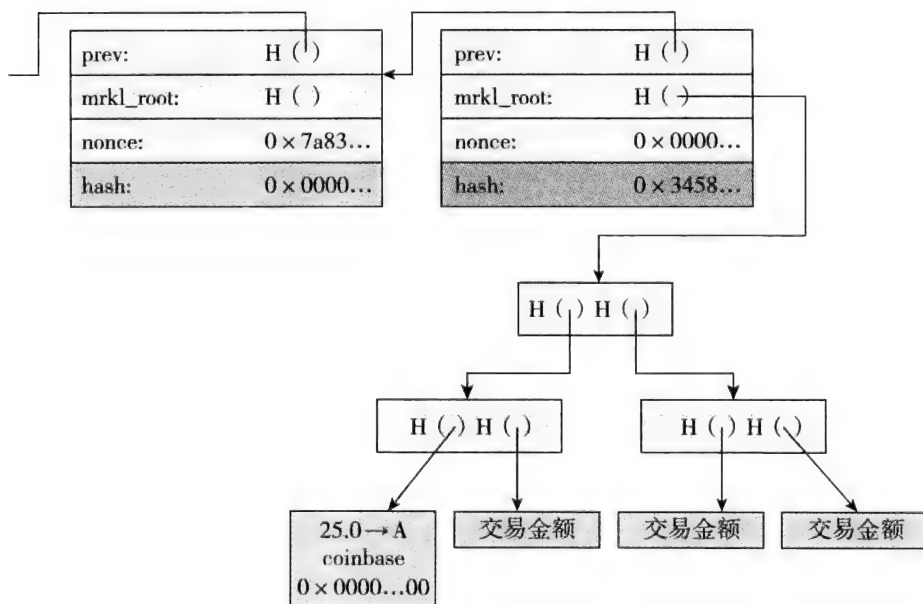 prev: H ( )
mrkl_root: H ( )
nonce: 0 × 7a83...
hash: 0 × 0000...
prev: H ( )
mrkl_root: H ( )
nonce: 0 × 0000...
hash: 0 × 3458...
H ( ) H ( )
H ( ) H ( )
H ( ) H ( )
25.0→A
coinbase
0 × 0000...00
交易金额
交易金额
交易金额